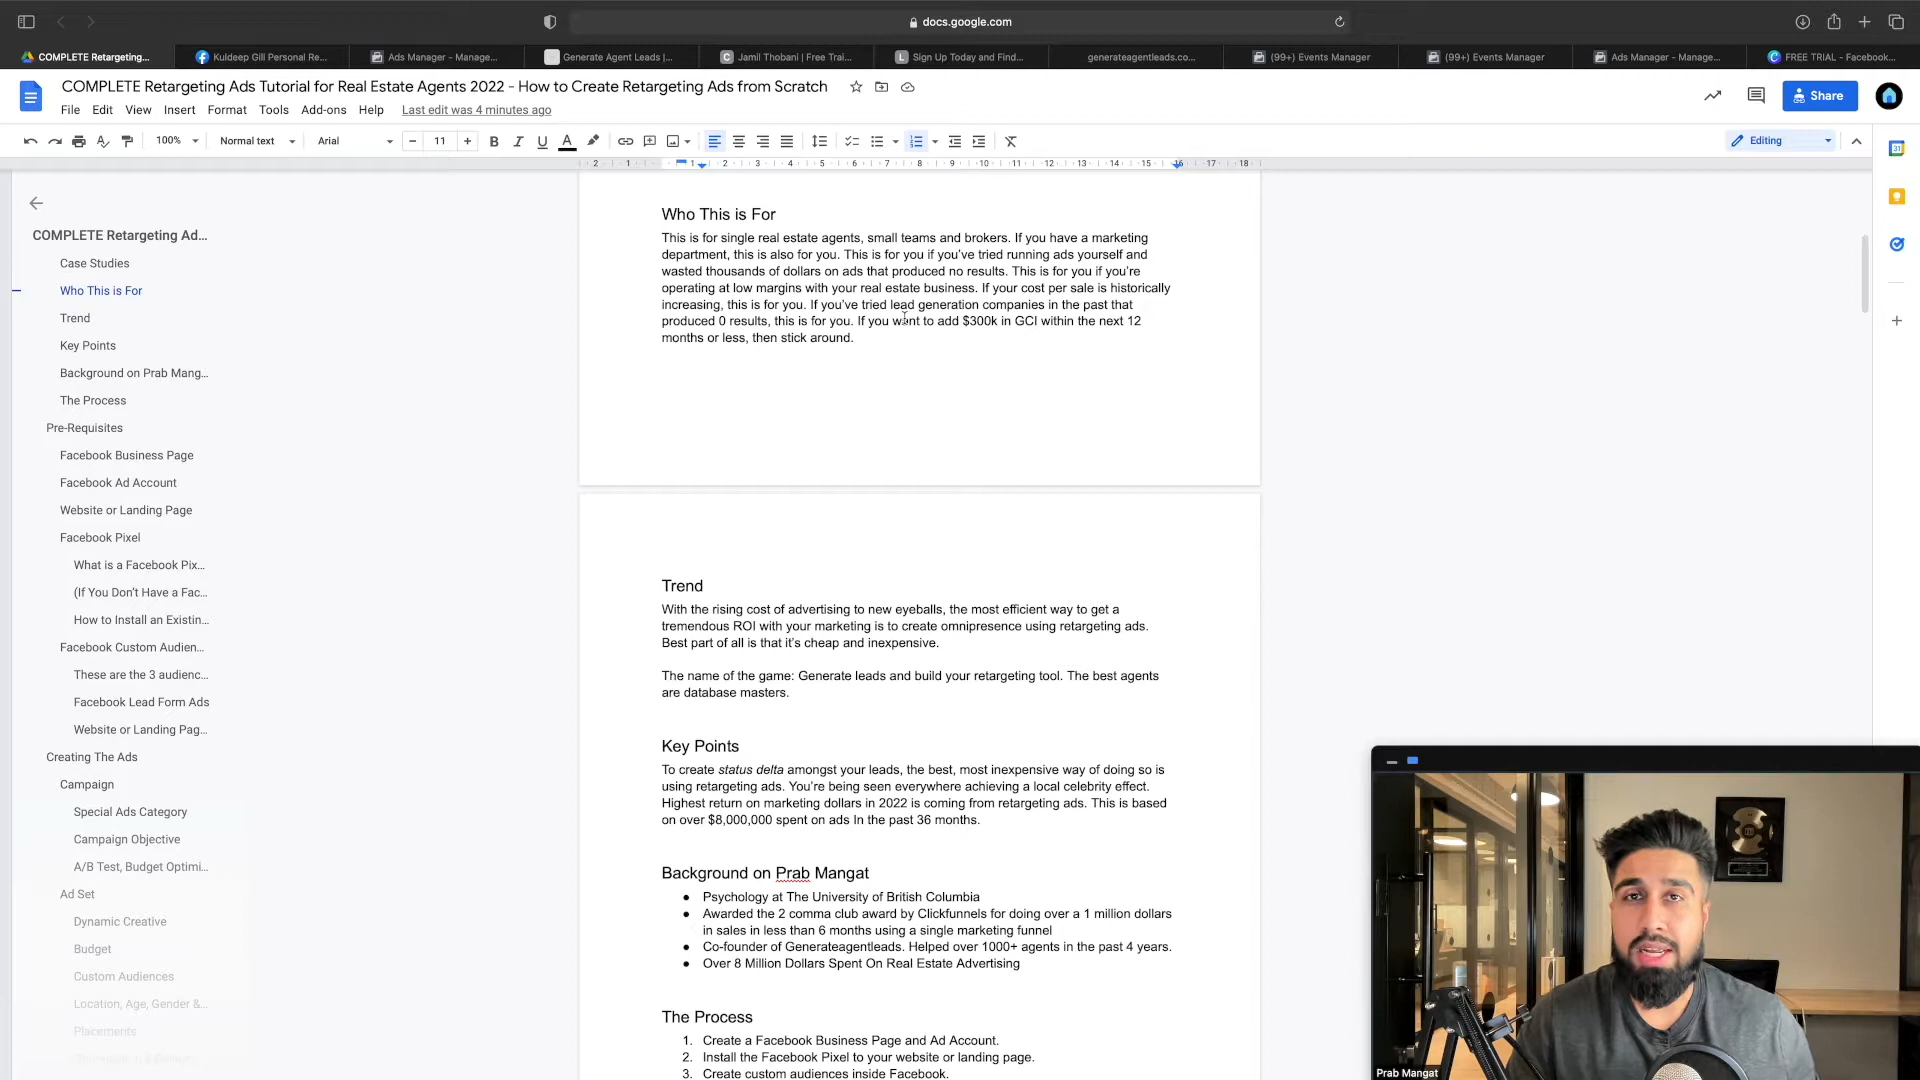 docs.google.com
COMPLETE Retargeting...
Kuldeep Gill Personal Re...
Ads Manager - Manage...
Generate Agent Leads |...
Jamil Thobani | Free Trai...
Sign Up Today and Find...
generateagentleads.co...
(99+) Events Manager
(99+) Events Manager
Ads Manager - Manage...
FREE TRIAL - Facebook...
COMPLETE Retargeting Ads Tutorial for Real Estate Agents 2022 - How to Create Retargeting Ads from Scratch
File Edit View Insert Format Tools Add-ons Help Last edit was 4 minutes ago
Share
100% Normal text Arial 11
Editing
2 1 1 2 3 4 5 6 7 8 9 10 11 12 13 14 15 16 17 18
COMPLETE Retargeting Ad...
Case Studies
Who This is For
Trend
Key Points
Background on Prab Mang...
The Process
Pre-Requisites
Facebook Business Page
Facebook Ad Account
Website or Landing Page
Facebook Pixel
What is a Facebook Pix...
(If You Don't Have a Fac...
How to Install an Existin...
Facebook Custom Audien...
These are the 3 audienc...
Facebook Lead Form Ads
Website or Landing Pag...
Creating The Ads
Campaign
Special Ads Category
Campaign Objective
A/B Test, Budget Optimi...
Ad Set
Dynamic Creative
Budget
Custom Audiences
Location, Age, Gender &...
Placements
Who This is For
This is for single real estate agents, small teams and brokers. If you have a marketing
department, this is also for you. This is for you if you've tried running ads yourself and
wasted thousands of dollars on ads that produced no results. This is for you if you're
operating at low margins with your real estate business. If your cost per sale is historically
increasing, this is for you. If you've tried lead generation companies in the past that
produced 0 results, this is for you. If you want to add $300k in GCI within the next 12
months or less, then stick around.
Trend
With the rising cost of advertising to new eyeballs, the most efficient way to get a
tremendous ROI with your marketing is to create omnipresence using retargeting ads.
Best part of all is that it's cheap and inexpensive.
The name of the game: Generate leads and build your retargeting tool. The best agents
are database masters.
Key Points
To create status delta amongst your leads, the best, most inexpensive way of doing so is
using retargeting ads. You're being seen everywhere achieving a local celebrity effect.
Highest return on marketing dollars in 2022 is coming from retargeting ads. This is based
on over $8,000,000 spent on ads In the past 36 months.
Background on Prab Mangat
● Psychology at The University of British Columbia
● Awarded the 2 comma club award by Clickfunnels for doing over a 1 million dollars
in sales in less than 6 months using a single marketing funnel
● Co-founder of Generateagentleads. Helped over 1000+ agents in the past 4 years.
● Over 8 Million Dollars Spent On Real Estate Advertising
The Process
1. Create a Facebook Business Page and Ad Account.
2. Install the Facebook Pixel to your website or landing page.
3. Create custom audiences inside Facebook.
Prab Mangat